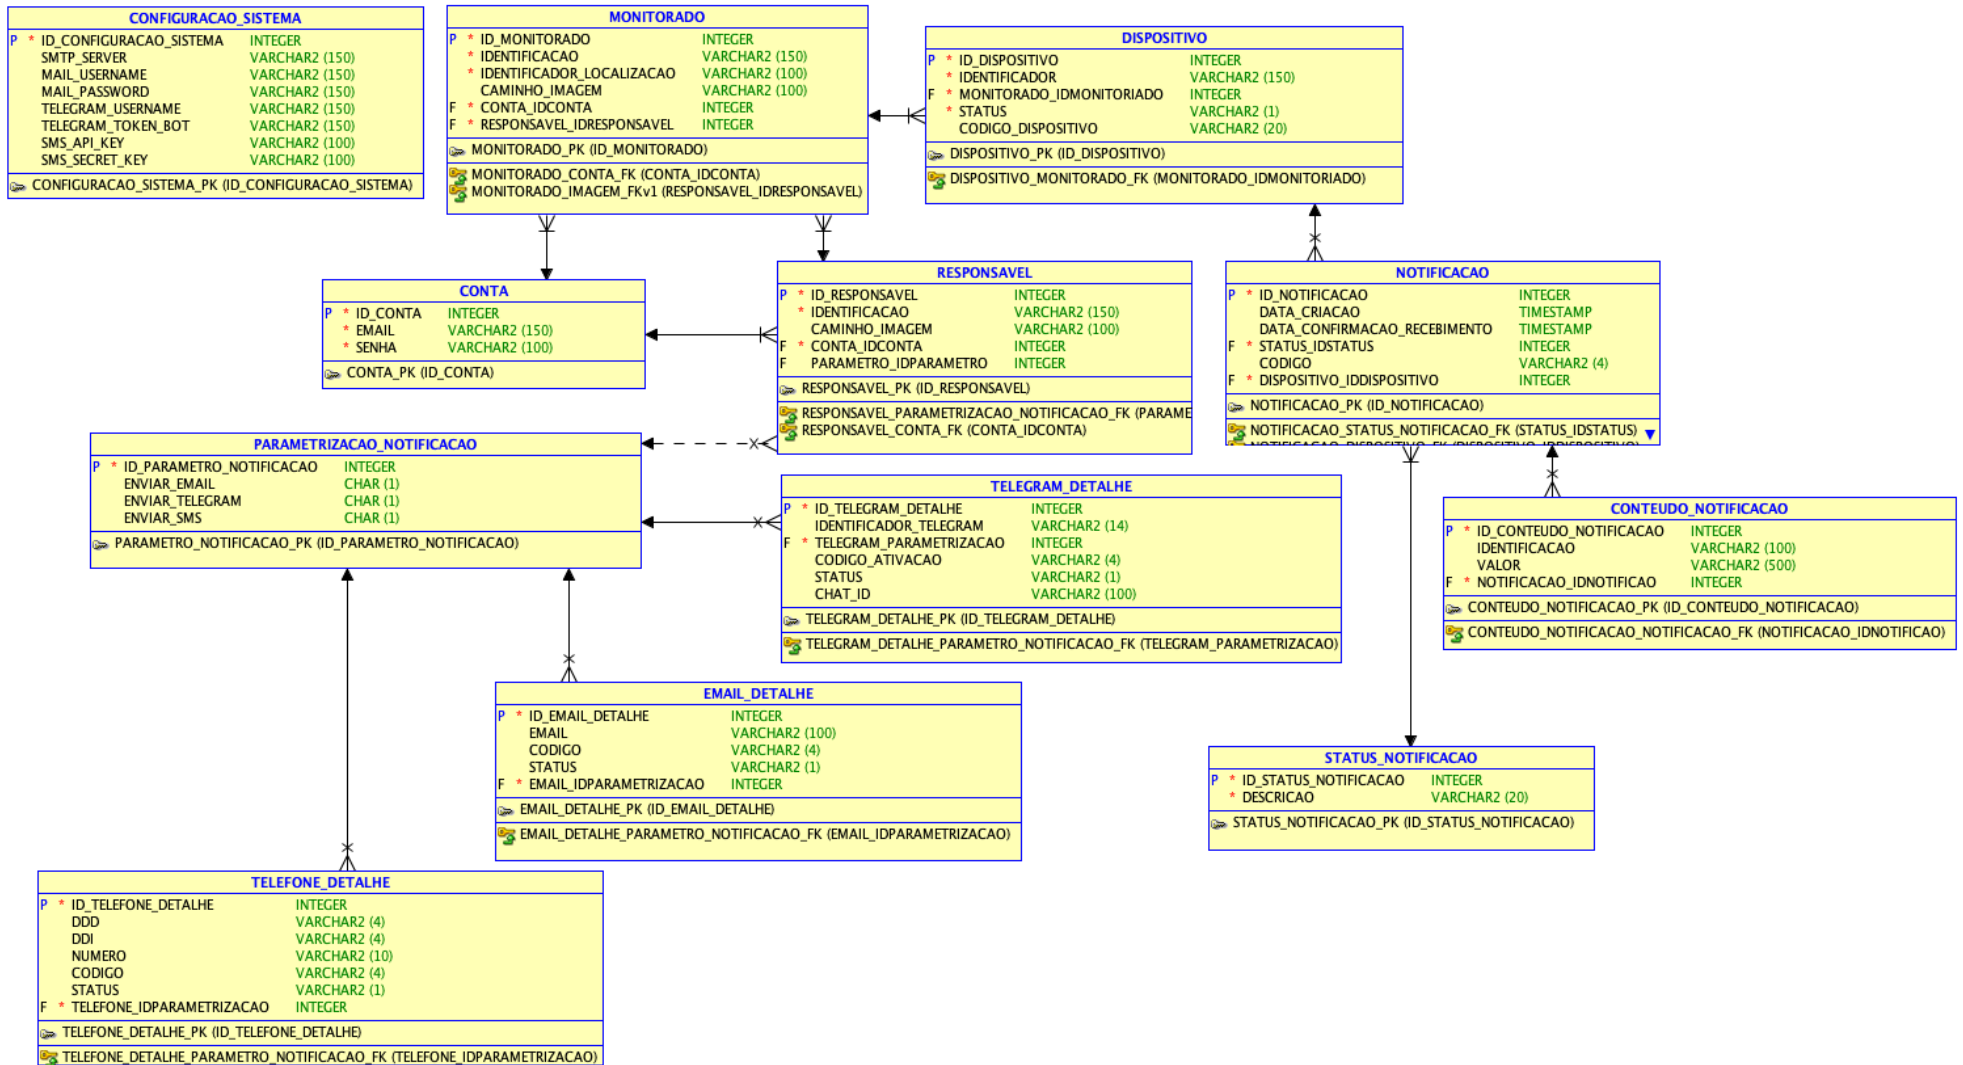 CONFIGURACAO_SISTEMA
P * ID_CONFIGURACAO_SISTEMA INTEGER
SMTP_SERVER VARCHAR2 (150)
MAIL_USERNAME VARCHAR2 (150)
MAIL_PASSWORD VARCHAR2 (150)
TELEGRAM_USERNAME VARCHAR2 (150)
TELEGRAM_TOKEN_BOT VARCHAR2 (150)
SMS_API_KEY VARCHAR2 (100)
SMS_SECRET_KEY VARCHAR2 (100)
CONFIGURACAO_SISTEMA_PK (ID_CONFIGURACAO_SISTEMA)
MONITORADO
P * ID_MONITORADO INTEGER
* IDENTIFICACAO VARCHAR2 (150)
* IDENTIFICADOR_LOCALIZACAO VARCHAR2 (100)
CAMINHO_IMAGEM VARCHAR2 (100)
F * CONTA_IDCONTA INTEGER
F * RESPONSAVEL_IDRESPONSAVEL INTEGER
MONITORADO_PK (ID_MONITORADO)
MONITORADO_CONTA_FK (CONTA_IDCONTA)
MONITORADO_IMAGEM_FKv1 (RESPONSAVEL_IDRESPONSAVEL)
DISPOSITIVO
P * ID_DISPOSITIVO INTEGER
* IDENTIFICADOR VARCHAR2 (150)
F * MONITORADO_IDMONITORIADO INTEGER
* STATUS VARCHAR2 (1)
CODIGO_DISPOSITIVO VARCHAR2 (20)
DISPOSITIVO_PK (ID_DISPOSITIVO)
DISPOSITIVO_MONITORADO_FK (MONITORADO_IDMONITORIADO)
CONTA
P * ID_CONTA INTEGER
* EMAIL VARCHAR2 (150)
* SENHA VARCHAR2 (100)
CONTA_PK (ID_CONTA)
RESPONSAVEL
P * ID_RESPONSAVEL INTEGER
* IDENTIFICACAO VARCHAR2 (150)
CAMINHO_IMAGEM VARCHAR2 (100)
F * CONTA_IDCONTA INTEGER
F PARAMETRO_IDPARAMETRO INTEGER
RESPONSAVEL_PK (ID_RESPONSAVEL)
RESPONSAVEL_PARAMETRIZACAO_NOTIFICACAO_FK (PARAME
RESPONSAVEL_CONTA_FK (CONTA_IDCONTA)
NOTIFICACAO
P * ID_NOTIFICACAO INTEGER
DATA_CRIACAO TIMESTAMP
DATA_CONFIRMACAO_RECEBIMENTO TIMESTAMP
F * STATUS_IDSTATUS INTEGER
CODIGO VARCHAR2 (4)
F * DISPOSITIVO_IDDISPOSITIVO INTEGER
NOTIFICACAO_PK (ID_NOTIFICACAO)
NOTIFICACAO_STATUS_NOTIFICACAO_FK (STATUS_IDSTATUS)
NOTIFICACAO_DISPOSITIVO_FK (DISPOSITIVO_IDDISPOSITIVO)
PARAMETRIZACAO_NOTIFICACAO
P * ID_PARAMETRO_NOTIFICACAO INTEGER
ENVIAR_EMAIL CHAR (1)
ENVIAR_TELEGRAM CHAR (1)
ENVIAR_SMS CHAR (1)
PARAMETRO_NOTIFICACAO_PK (ID_PARAMETRO_NOTIFICACAO)
TELEGRAM_DETALHE
P * ID_TELEGRAM_DETALHE INTEGER
IDENTIFICADOR_TELEGRAM VARCHAR2 (14)
F * TELEGRAM_PARAMETRIZACAO INTEGER
CODIGO_ATIVACAO VARCHAR2 (4)
STATUS VARCHAR2 (1)
CHAT_ID VARCHAR2 (100)
TELEGRAM_DETALHE_PK (ID_TELEGRAM_DETALHE)
TELEGRAM_DETALHE_PARAMETRO_NOTIFICACAO_FK (TELEGRAM_PARAMETRIZACAO)
CONTEUDO_NOTIFICACAO
P * ID_CONTEUDO_NOTIFICACAO INTEGER
IDENTIFICACAO VARCHAR2 (100)
VALOR VARCHAR2 (500)
F * NOTIFICACAO_IDNOTIFICAO INTEGER
CONTEUDO_NOTIFICACAO_PK (ID_CONTEUDO_NOTIFICACAO)
CONTEUDO_NOTIFICACAO_NOTIFICACAO_FK (NOTIFICACAO_IDNOTIFICAO)
EMAIL_DETALHE
P * ID_EMAIL_DETALHE INTEGER
EMAIL VARCHAR2 (100)
CODIGO VARCHAR2 (4)
STATUS VARCHAR2 (1)
F * EMAIL_IDPARAMETRIZACAO INTEGER
EMAIL_DETALHE_PK (ID_EMAIL_DETALHE)
EMAIL_DETALHE_PARAMETRO_NOTIFICACAO_FK (EMAIL_IDPARAMETRIZACAO)
STATUS_NOTIFICACAO
P * ID_STATUS_NOTIFICACAO INTEGER
* DESCRICAO VARCHAR2 (20)
STATUS_NOTIFICACAO_PK (ID_STATUS_NOTIFICACAO)
TELEFONE_DETALHE
P * ID_TELEFONE_DETALHE INTEGER
DDD VARCHAR2 (4)
DDI VARCHAR2 (4)
NUMERO VARCHAR2 (10)
CODIGO VARCHAR2 (4)
STATUS VARCHAR2 (1)
F * TELEFONE_IDPARAMETRIZACAO INTEGER
TELEFONE_DETALHE_PK (ID_TELEFONE_DETALHE)
TELEFONE_DETALHE_PARAMETRO_NOTIFICACAO_FK (TELEFONE_IDPARAMETRIZACAO)